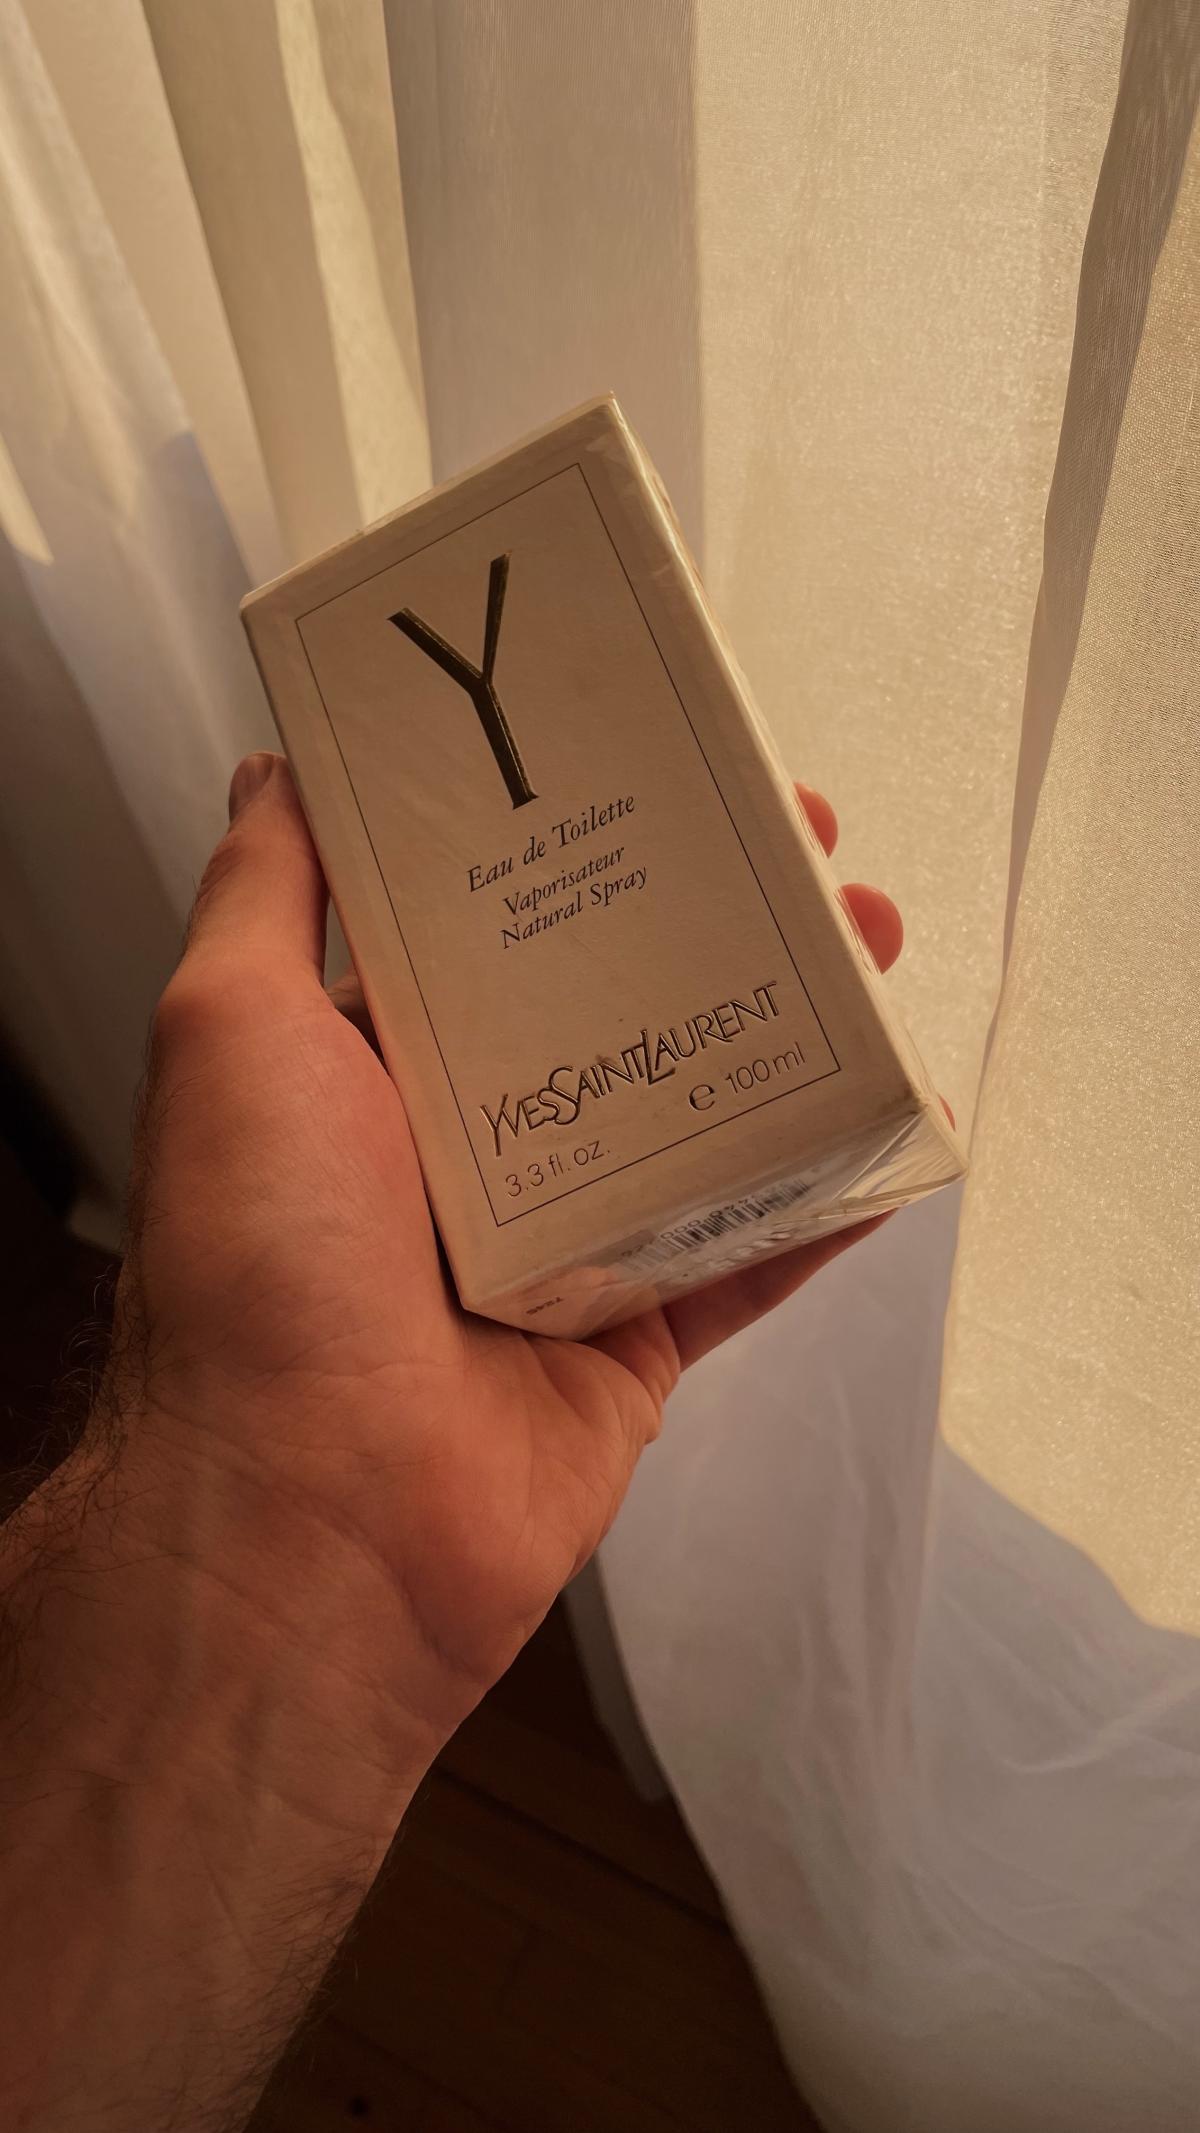 Y
Eau de Toilette
Vaporisateur
Natural Spray
YVESSAINTLAURENT
3.3 fl. oz. e 100 ml